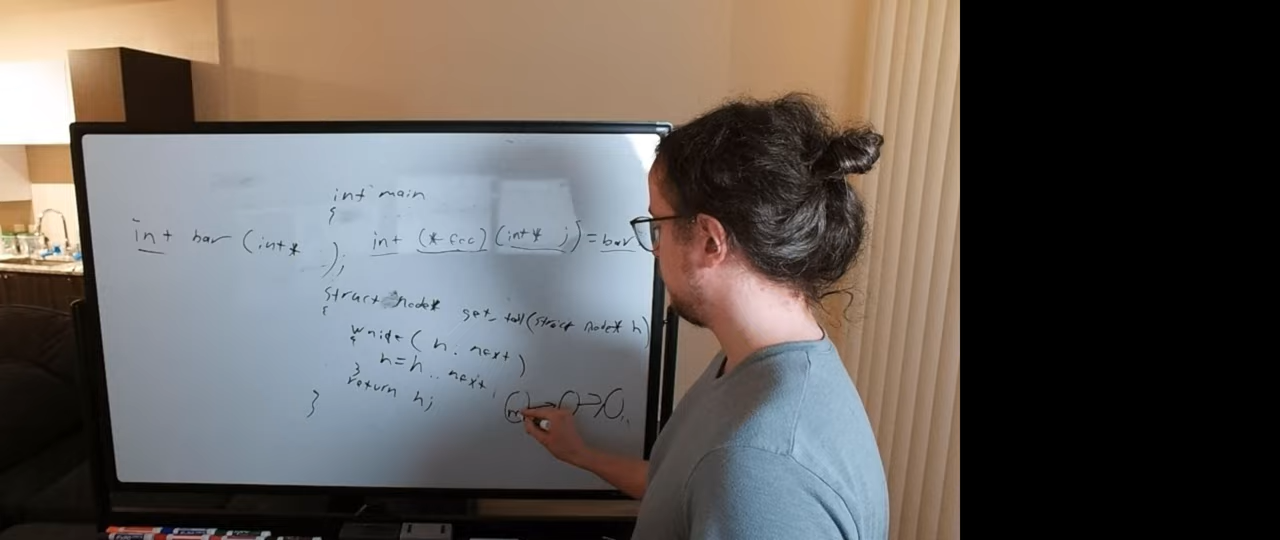 int main
{
int bar (int* ); int (*foo) (int* j) = bar
struct node* get_tail(struct node* h)
{
while( h. next )
{
h=h . next;
}
return h;
}